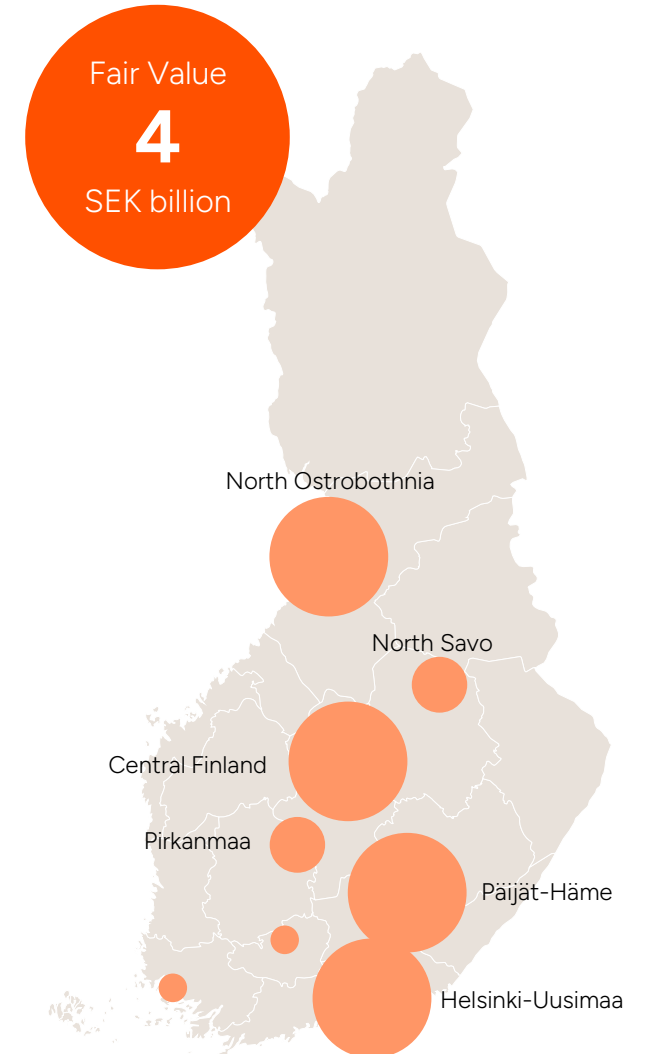 Fair Value
4
SEK billion
North Ostrobothnia
North Savo
Central Finland
Pirkanmaa
Päijät-Häme
Helsinki-Uusimaa